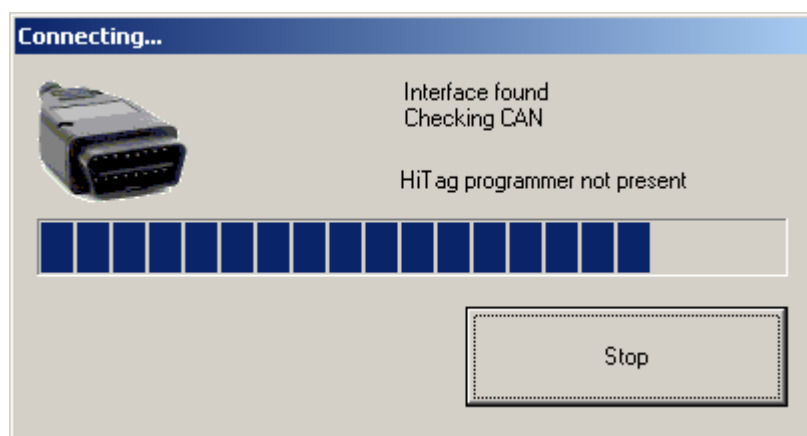 Connecting...
Interface found
Checking CAN
HiTag programmer not present
Stop